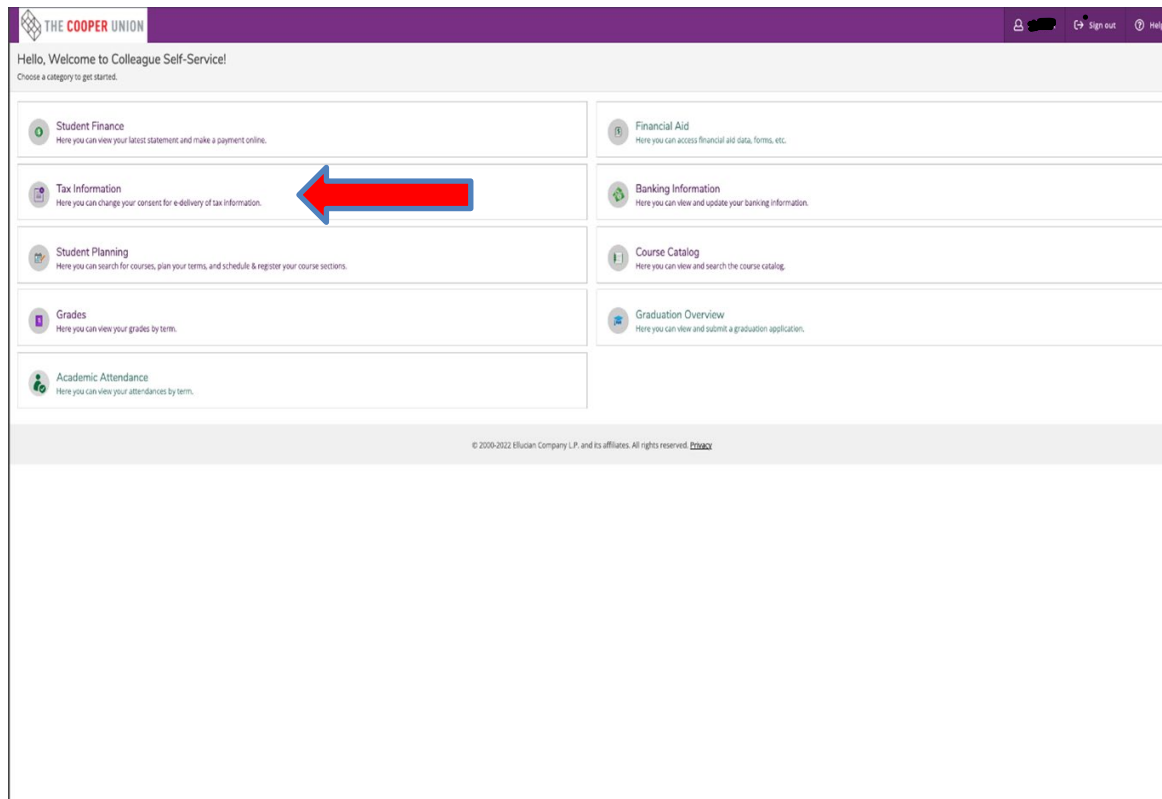 THE COOPER UNION
Sign out
Help
Hello, Welcome to Colleague Self-Service!
Choose a category to get started.
Student Finance
Here you can view your latest statement and make a payment online.
Financial Aid
Here you can access financial aid data, forms, etc.
Tax Information
Here you can change your consent for e-delivery of tax information.
Banking Information
Here you can view and update your banking information.
Student Planning
Here you can search for courses, plan your terms, and schedule & register your course sections.
Course Catalog
Here you can view and search the course catalog.
Grades
Here you can view your grades by term.
Graduation Overview
Here you can view and submit a graduation application.
Academic Attendance
Here you can view your attendances by term.
© 2000-2022 Ellucian Company L.P. and its affiliates. All rights reserved. Privacy